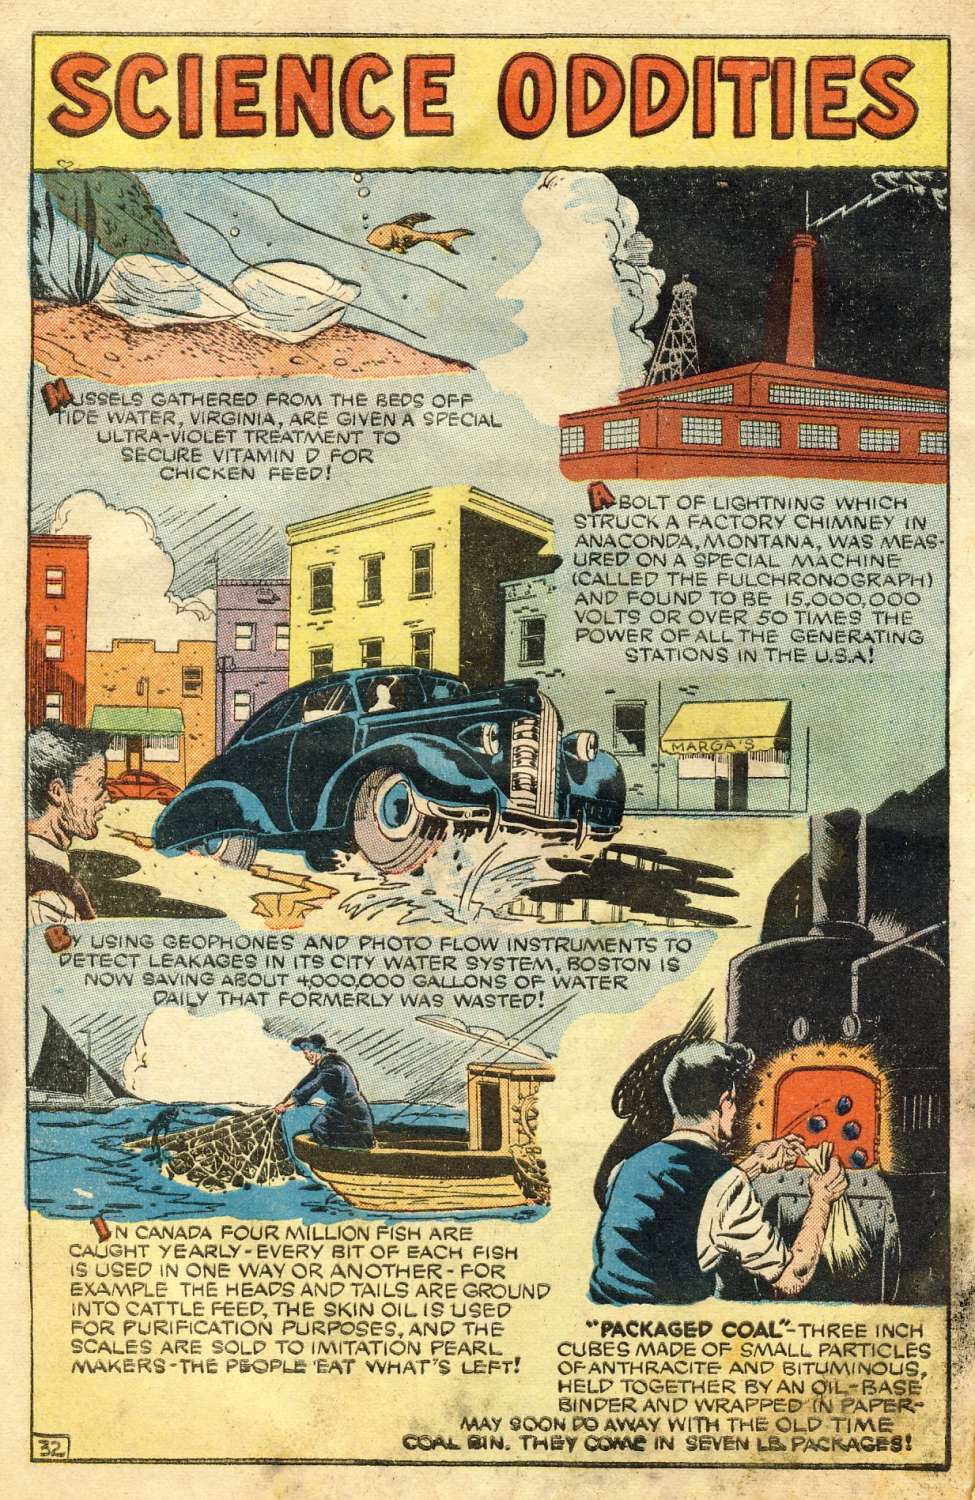 SCIENCE ODDITIES
MUSSELS GATHERED FROM THE BEDS OFF
TIDE WATER, VIRGINIA, ARE GIVEN A SPECIAL
ULTRA-VIOLET TREATMENT TO
SECURE VITAMIN D FOR
CHICKEN FEED!
A BOLT OF LIGHTNING WHICH
STRUCK A FACTORY CHIMNEY IN
ANACONDA, MONTANA, WAS MEAS-
URED ON A SPECIAL MACHINE
(CALLED THE FULCHRONOGRAPH)
AND FOUND TO BE 15,000,000
VOLTS OR OVER 50 TIMES THE
POWER OF ALL THE GENERATING
STATIONS IN THE U.S.A!
MARGA'S
BY USING GEOPHONES AND PHOTO FLOW INSTRUMENTS TO
DETECT LEAKAGES IN ITS CITY WATER SYSTEM, BOSTON IS
NOW SAVING ABOUT 4,000,000 GALLONS OF WATER
DAILY THAT FORMERLY WAS WASTED!
IN CANADA FOUR MILLION FISH ARE
CAUGHT YEARLY-EVERY BIT OF EACH FISH
IS USED IN ONE WAY OR ANOTHER-FOR
EXAMPLE THE HEADS AND TAILS ARE GROUND
INTO CATTLE FEED, THE SKIN OIL IS USED
FOR PURIFICATION PURPOSES, AND THE
SCALES ARE SOLD TO IMITATION PEARL
MAKERS-THE PEOPLE EAT WHAT'S LEFT!
"PACKAGED COAL"-THREE INCH
CUBES MADE OF SMALL PARTICLES
OF ANTHRACITE AND BITUMINOUS,
HELD TOGETHER BY AN OIL-BASE
BINDER AND WRAPPED IN PAPER-
MAY SOON DO AWAY WITH THE OLD TIME
COAL BIN. THEY COME IN SEVEN LB. PACKAGES!
32